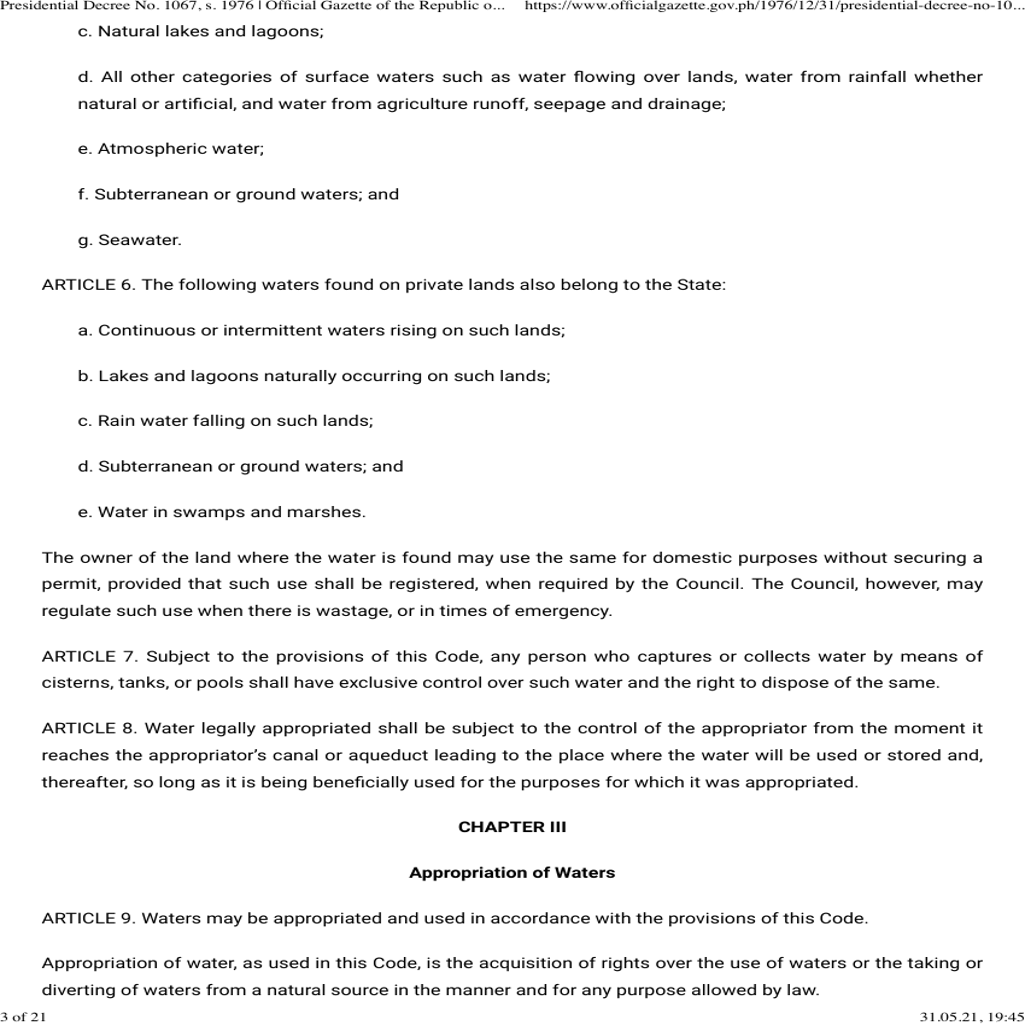 Presidential Decree No. 1067, s. 1976 | Official Gazette of the Republic o... https://www.officialgazette.gov.ph/1976/12/31/presidential-decree-no-10...
c. Natural lakes and lagoons;
d. All other categories of surface waters such as water flowing over lands, water from rainfall whether
natural or artificial, and water from agriculture runoff, seepage and drainage;
e. Atmospheric water;
f. Subterranean or ground waters; and
g. Seawater.
ARTICLE 6. The following waters found on private lands also belong to the State:
a. Continuous or intermittent waters rising on such lands;
b. Lakes and lagoons naturally occurring on such lands;
c. Rain water falling on such lands;
d. Subterranean or ground waters; and
e. Water in swamps and marshes.
The owner of the land where the water is found may use the same for domestic purposes without securing a
permit, provided that such use shall be registered, when required by the Council. The Council, however, may
regulate such use when there is wastage, or in times of emergency.
ARTICLE 7. Subject to the provisions of this Code, any person who captures or collects water by means of
cisterns, tanks, or pools shall have exclusive control over such water and the right to dispose of the same.
ARTICLE 8. Water legally appropriated shall be subject to the control of the appropriator from the moment it
reaches the appropriator’s canal or aqueduct leading to the place where the water will be used or stored and,
thereafter, so long as it is being beneficially used for the purposes for which it was appropriated.
CHAPTER III
Appropriation of Waters
ARTICLE 9. Waters may be appropriated and used in accordance with the provisions of this Code.
Appropriation of water, as used in this Code, is the acquisition of rights over the use of waters or the taking or
diverting of waters from a natural source in the manner and for any purpose allowed by law.
3 of 21 31.05.21, 19:45